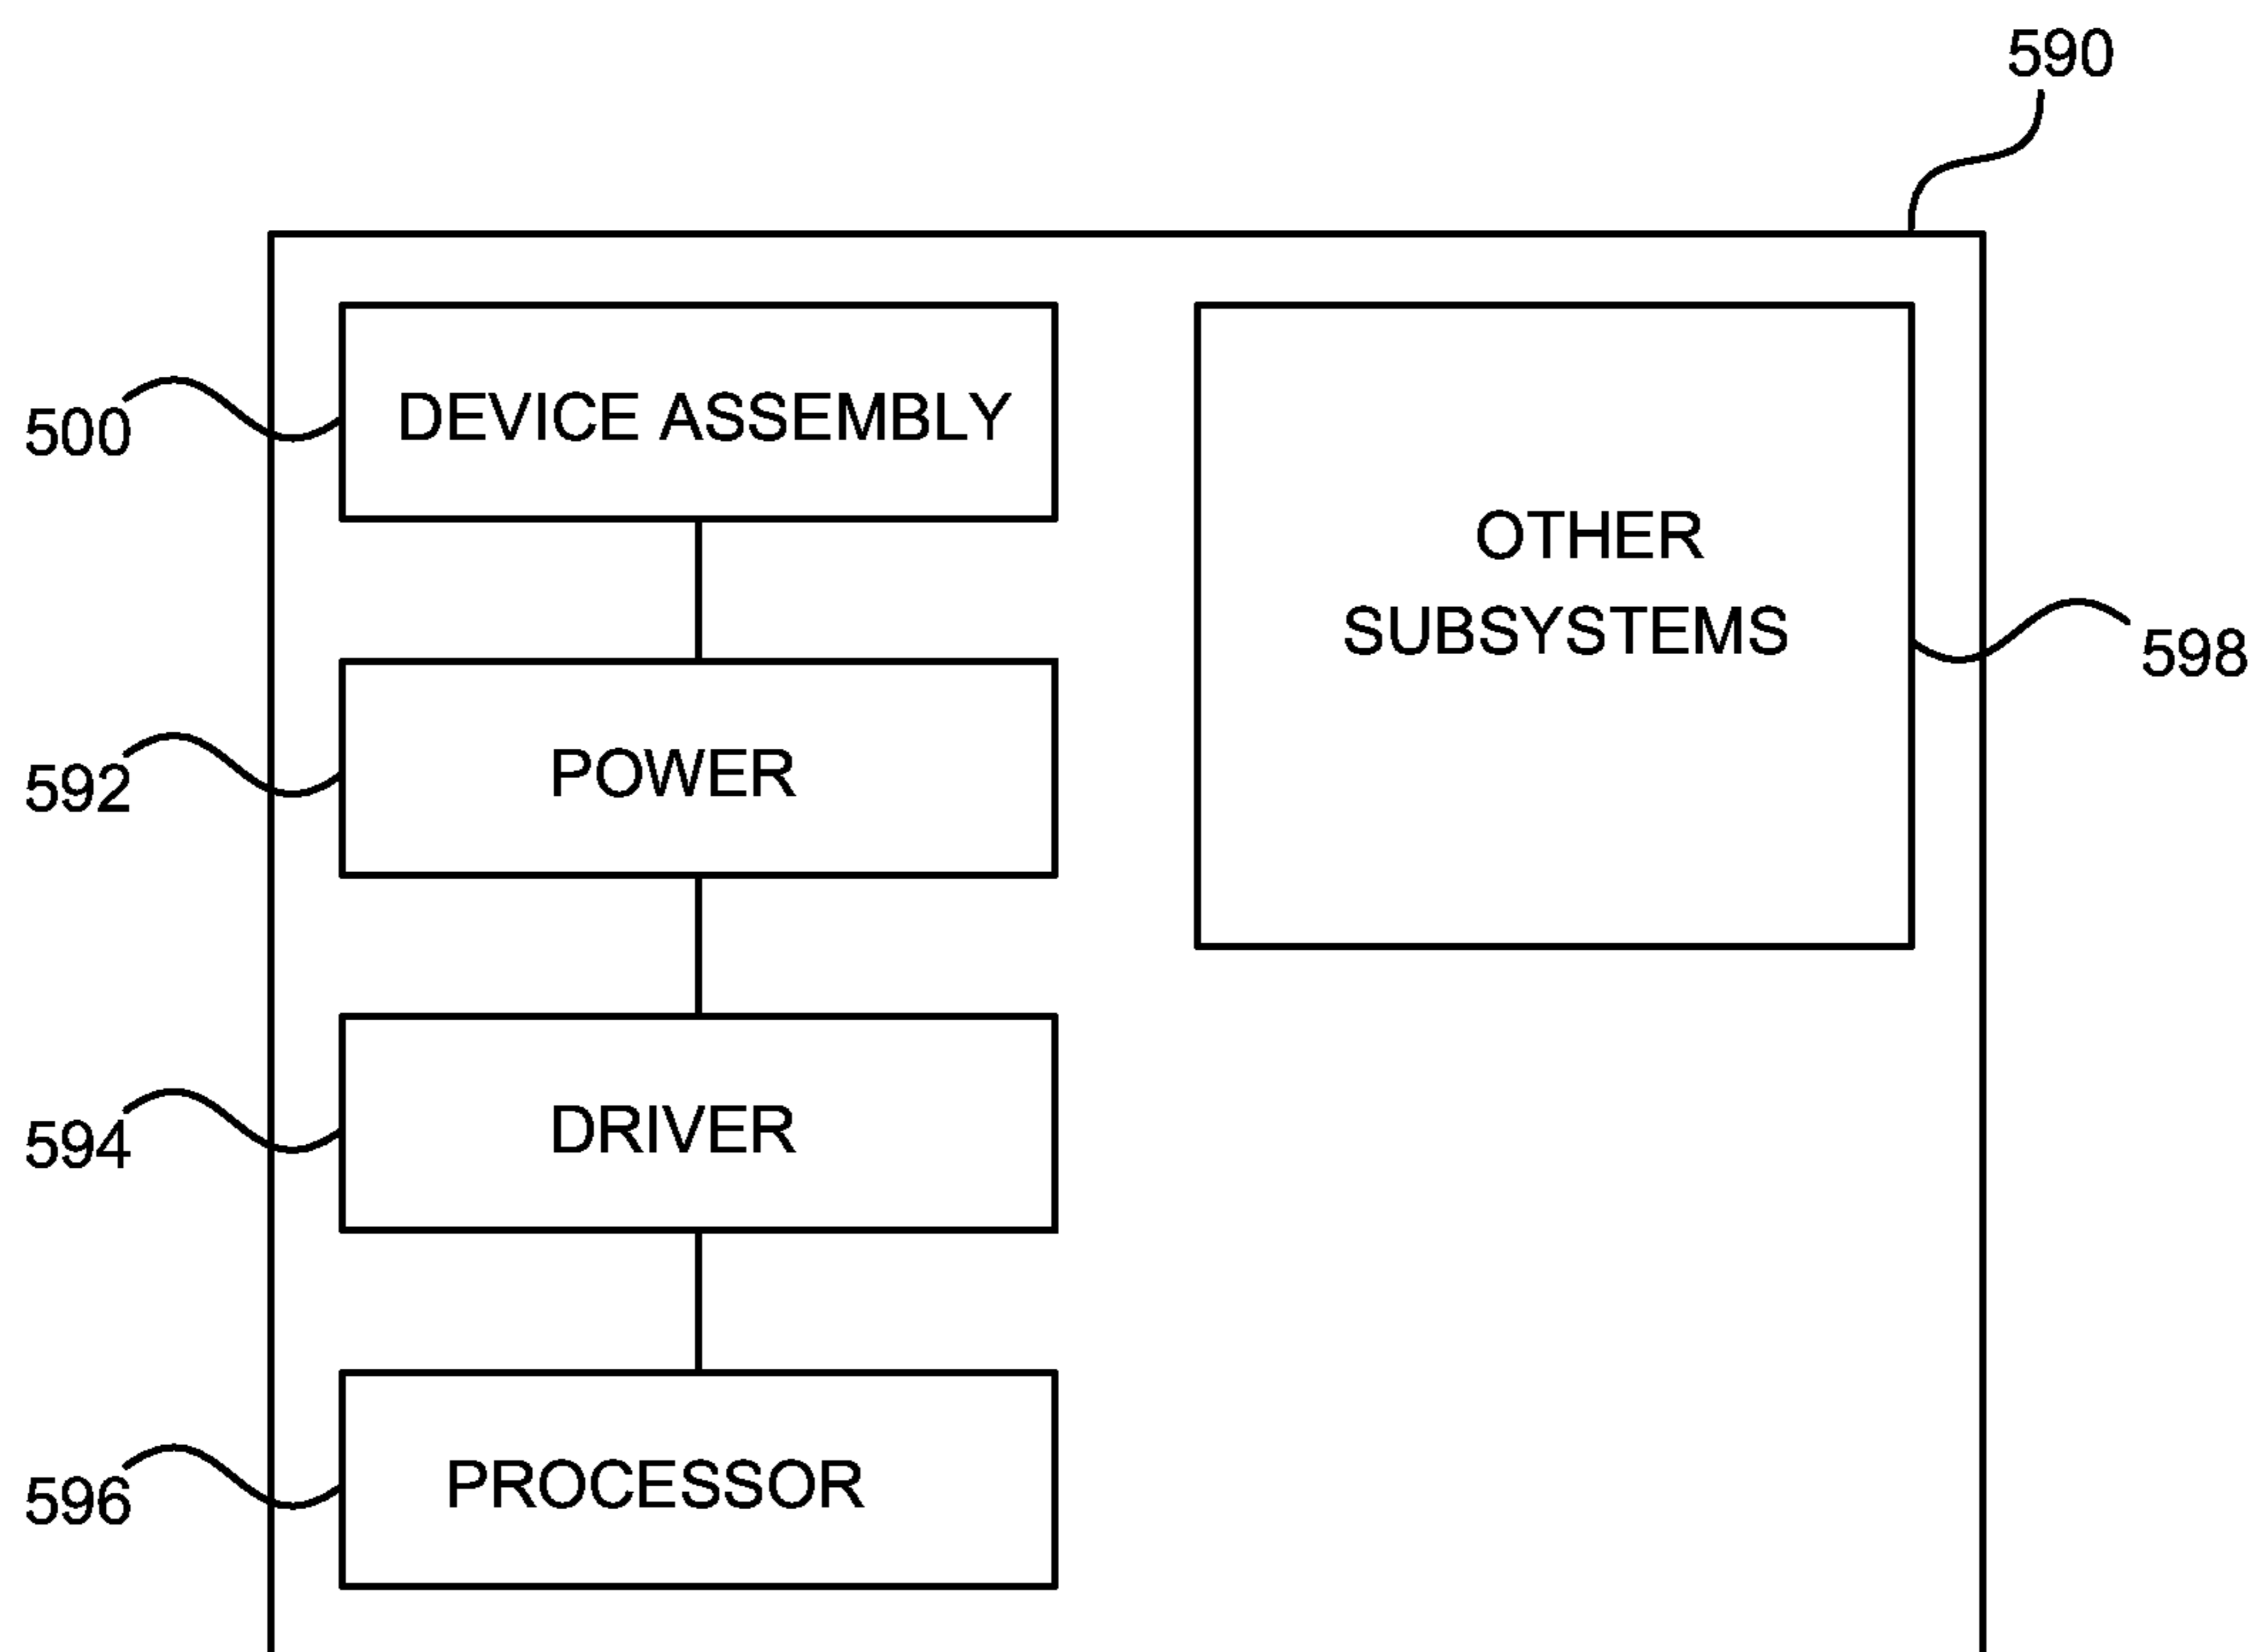 590
500
DEVICE ASSEMBLY
OTHER
SUBSYSTEMS
598
592
POWER
594
DRIVER
596
PROCESSOR